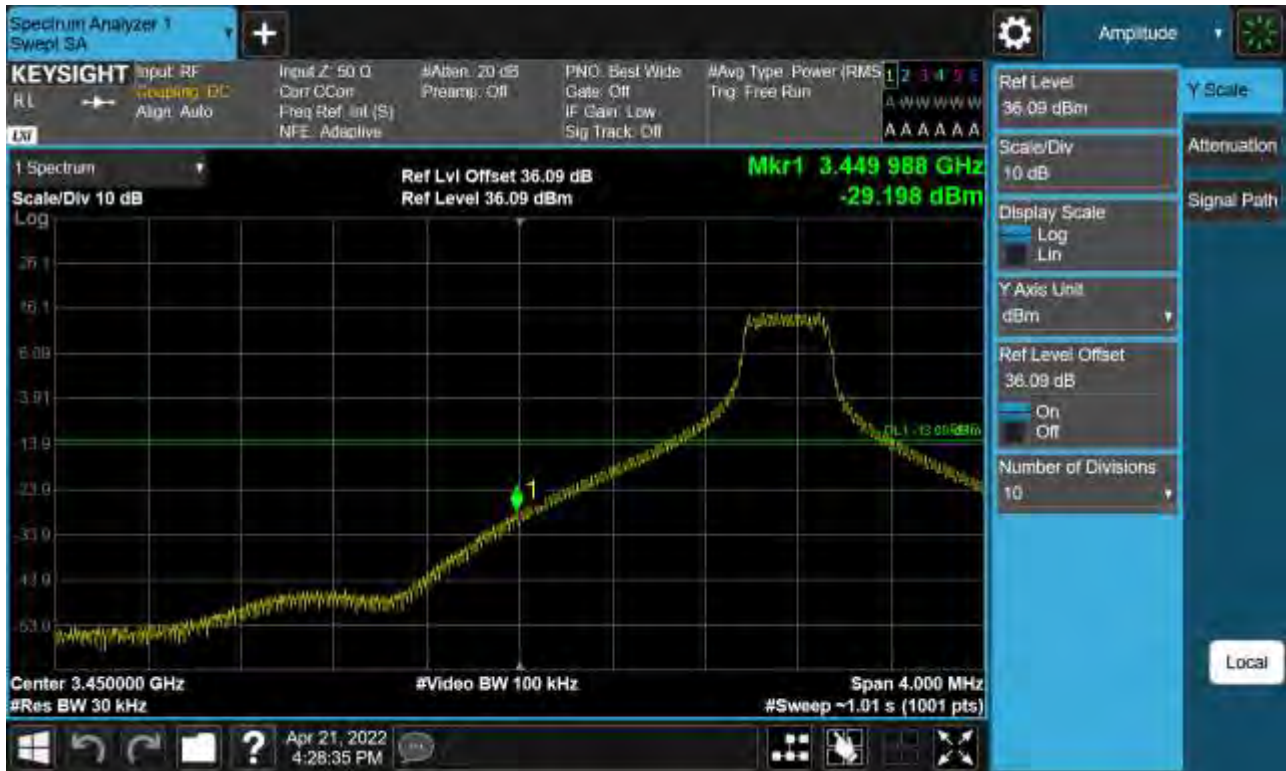 Spectrum Analyzer 1
Swept SA
Amplitude
KEYSIGHT
Input: RF
Coupling: DC
Align: Auto
Input Z: 50 Ω
Corr CCorr
Freq Ref: Int (S)
NFE: Adaptive
#Atten: 20 dB
Preamp: Off
PNO: Best Wide
Gate: Off
IF Gain: Low
Sig Track: Off
#Avg Type: Power (RMS
Trig: Free Run
1 2 3 4 5 6
A W W W W W
A A A A A A
RL
1 Spectrum
Scale/Div 10 dB
Ref Lvl Offset 36.09 dB
Ref Level 36.09 dBm
Mkr1 3.449 988 GHz
-29.198 dBm
Log
26.1
16.1
6.09
-3.91
-13.9
-23.9
-33.9
-43.9
-53.9
1
Center 3.450000 GHz
#Res BW 30 kHz
#Video BW 100 kHz
Span 4.000 MHz
#Sweep ~1.01 s (1001 pts)
Ref Level
36.09 dBm
Scale/Div
10 dB
Display Scale
Log
Lin
Y Axis Unit
dBm
Ref Level Offset
36.09 dB
On
Off
Number of Divisions
10
Y Scale
Attenuation
Signal Path
Local
?
Apr 21, 2022
4:28:35 PM